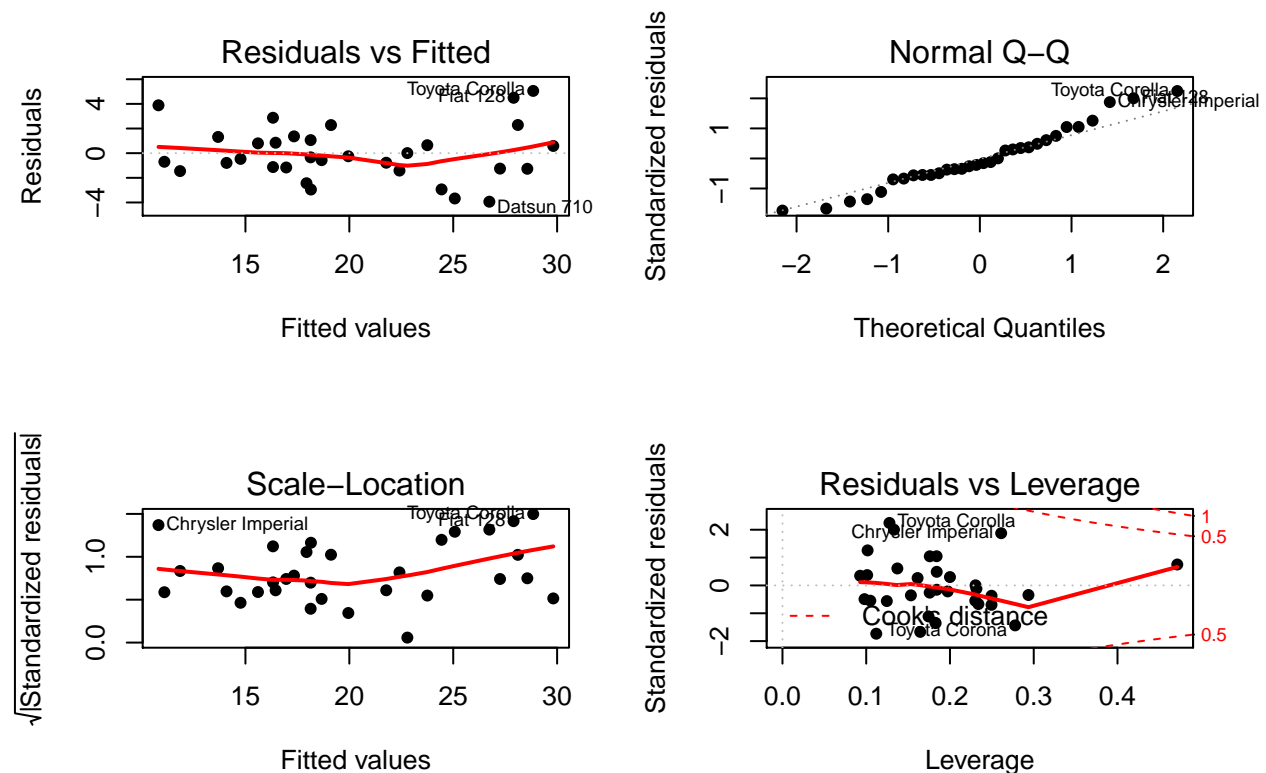 Residuals vs Fitted
Residuals
4
0
−4
Toyota Corolla
Fiat 128
Datsun 710
15 20 25 30
Fitted values
Normal Q−Q
Standardized residuals
1
−1
Toyota Corolla
Fiat 128
Chrysler Imperial
−2 −1 0 1 2
Theoretical Quantiles
Scale−Location
√|Standardized residuals|
1.0
0.0
Chrysler Imperial
Toyota Corolla
Fiat 128
15 20 25 30
Fitted values
Residuals vs Leverage
Standardized residuals
2
0
−2
Toyota Corolla
Chrysler Imperial
Toyota Corona
Cook's distance
1
0.5
0.5
0.0 0.1 0.2 0.3 0.4
Leverage